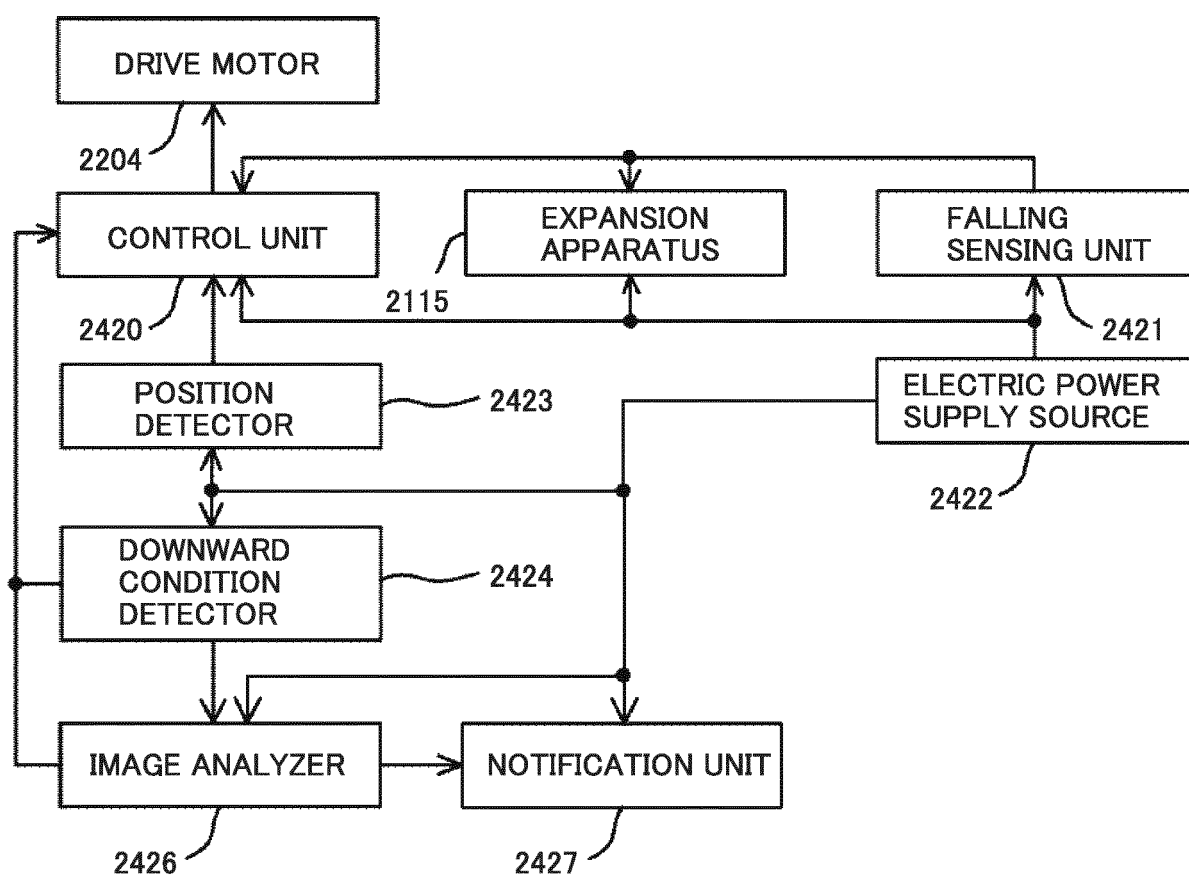 DRIVE MOTOR
2204
CONTROL UNIT
2420
EXPANSION
APPARATUS
2115
FALLING
SENSING UNIT
2421
POSITION
DETECTOR
2423
ELECTRIC POWER
SUPPLY SOURCE
2422
DOWNWARD
CONDITION
DETECTOR
2424
IMAGE ANALYZER
2426
NOTIFICATION UNIT
2427